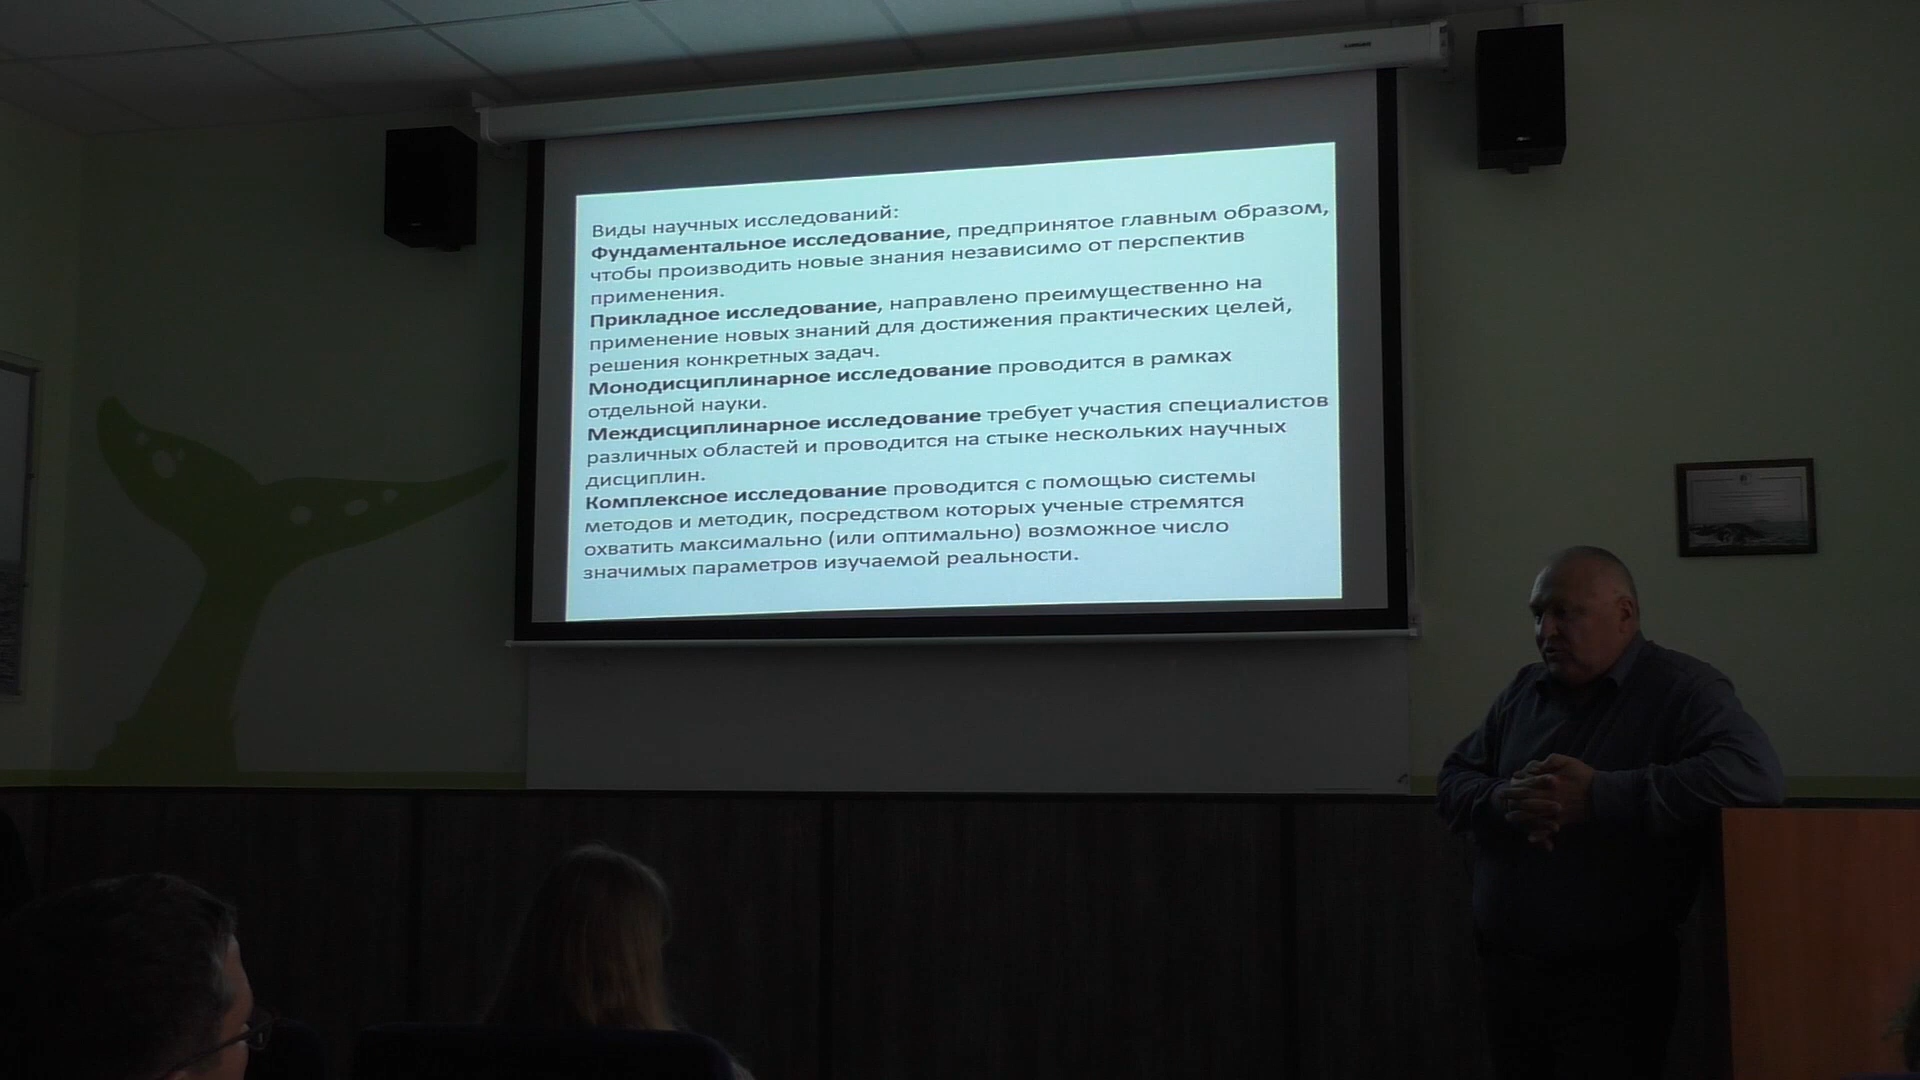 Виды научных исследований:
Фундаментальное исследование, предпринятое главным образом,
чтобы производить новые знания независимо от перспектив
применения.
Прикладное исследование, направлено преимущественно на
применение новых знаний для достижения практических целей,
решения конкретных задач.
Монодисциплинарное исследование проводится в рамках
отдельной науки.
Междисциплинарное исследование требует участия специалистов
различных областей и проводится на стыке нескольких научных
дисциплин.
Комплексное исследование проводится с помощью системы
методов и методик, посредством которых ученые стремятся
охватить максимально (или оптимально) возможное число
значимых параметров изучаемой реальности.